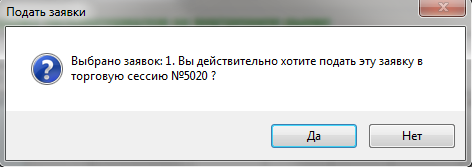 Подать заявки
Выбрано заявок: 1. Вы действительно хотите подать эту заявку в
торговую сессию №5020 ?
Да
Нет